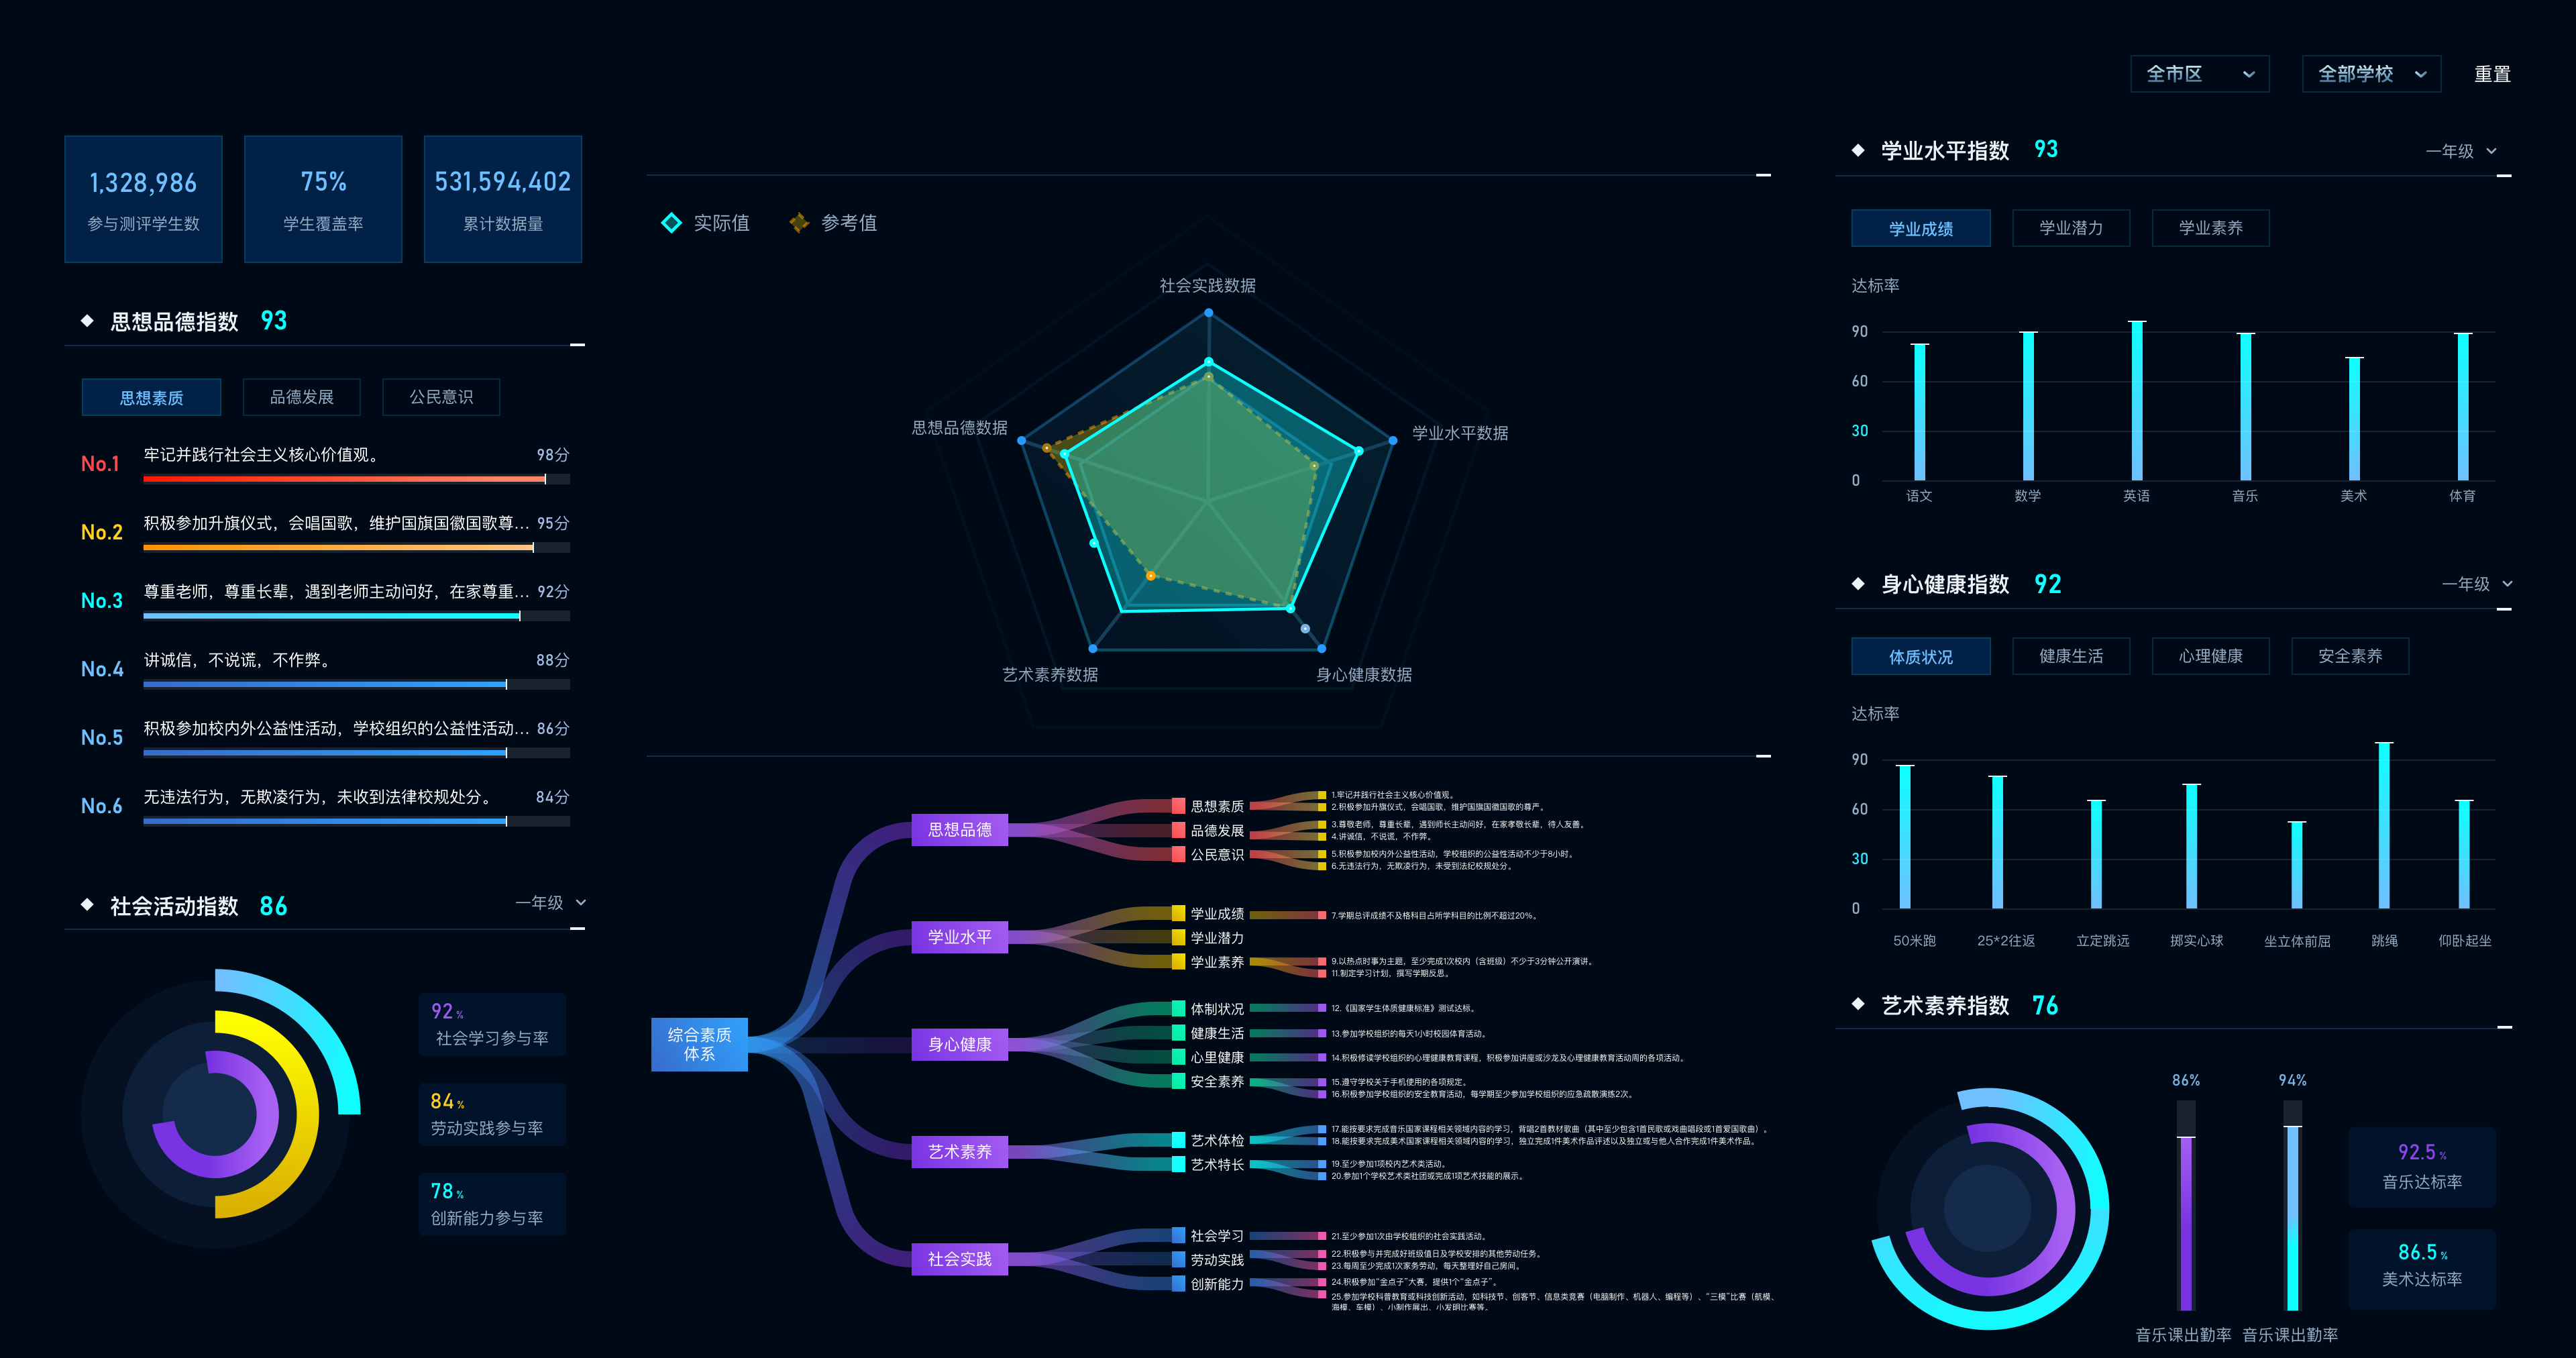 全市区
全部学校
重置
1,328,986
参与测评学生数
75%
学生覆盖率
531,594,402
累计数据量
思想品德指数 93
思想素质
品德发展
公民意识
No.1 牢记并践行社会主义核心价值观。 98分
No.2 积极参加升旗仪式，会唱国歌，维护国旗国徽国歌尊... 95分
No.3 尊重老师，尊重长辈，遇到老师主动问好，在家尊重... 92分
No.4 讲诚信，不说谎，不作弊。 88分
No.5 积极参加校内外公益性活动，学校组织的公益性活动... 86分
No.6 无违法行为，无欺凌行为，未收到法律校规处分。 84分
社会活动指数 86
一年级
92%
社会学习参与率
84%
劳动实践参与率
78%
创新能力参与率
实际值
参考值
社会实践数据
思想品德数据
学业水平数据
艺术素养数据
身心健康数据
综合素质
体系
思想品德
思想素质
1.牢记并践行社会主义核心价值观。
2.积极参加升旗仪式，会唱国歌，维护国旗国徽国歌的尊严。
品德发展
3.尊敬老师，尊重长辈，遇到师长主动问好，在家孝敬长辈，待人友善。
4.讲诚信，不说谎，不作弊。
公民意识
5.积极参加校内外公益性活动，学校组织的公益性活动不少于8小时。
6.无违法行为，无欺凌行为，未受到法纪校规处分。
学业水平
学业成绩
7.学期总评成绩不及格科目占所学科目的比例不超过20%。
学业潜力
学业素养
9.以热点时事为主题，至少完成1次校内（含班级）不少于3分钟公开演讲。
11.制定学习计划，撰写学期反思。
身心健康
体制状况
12.《国家学生体质健康标准》测试达标。
健康生活
13.参加学校组织的每天1小时校园体育活动。
心里健康
14.积极修读学校组织的心理健康教育课程，积极参加讲座或沙龙及心理健康教育活动周的各项活动。
安全素养
15.遵守学校关于手机使用的各项规定。
16.积极参加学校组织的安全教育活动，每学期至少参加学校组织的应急疏散演练2次。
艺术素养
艺术体检
17.能按要求完成音乐国家课程相关领域内容的学习，背唱2首教材歌曲（其中至少包含1首民歌或戏曲唱段或1首爱国歌曲）。
18.能按要求完成美术国家课程相关领域内容的学习，独立完成1件美术作品评述以及独立或与他人合作完成1件美术作品。
艺术特长
19.至少参加1项校内艺术类活动。
20.参加1个学校艺术类社团或完成1项艺术技能的展示。
社会实践
社会学习
21.至少参加1次由学校组织的社会实践活动。
劳动实践
22.积极参与并完成好班级值日及学校安排的其他劳动任务。
23.每周至少完成1次家务劳动，每天整理好自己房间。
创新能力
24.积极参加“金点子”大赛，提供1个“金点子”。
25.参加学校科普教育或科技创新活动，如科技节、创客节、信息类竞赛（电脑制作、机器人、编程等）、“三模”比赛（航模、
海模、车模）、小制作展出、小发明比赛等。
学业水平指数 93
一年级
学业成绩
学业潜力
学业素养
达标率
90
60
30
0
语文 数学 英语 音乐 美术 体育
身心健康指数 92
一年级
体质状况
健康生活
心理健康
安全素养
达标率
90
60
30
0
50米跑 25*2往返 立定跳远 掷实心球 坐立体前屈 跳绳 仰卧起坐
艺术素养指数 76
86%
94%
音乐课出勤率 音乐课出勤率
92.5%
音乐达标率
86.5%
美术达标率